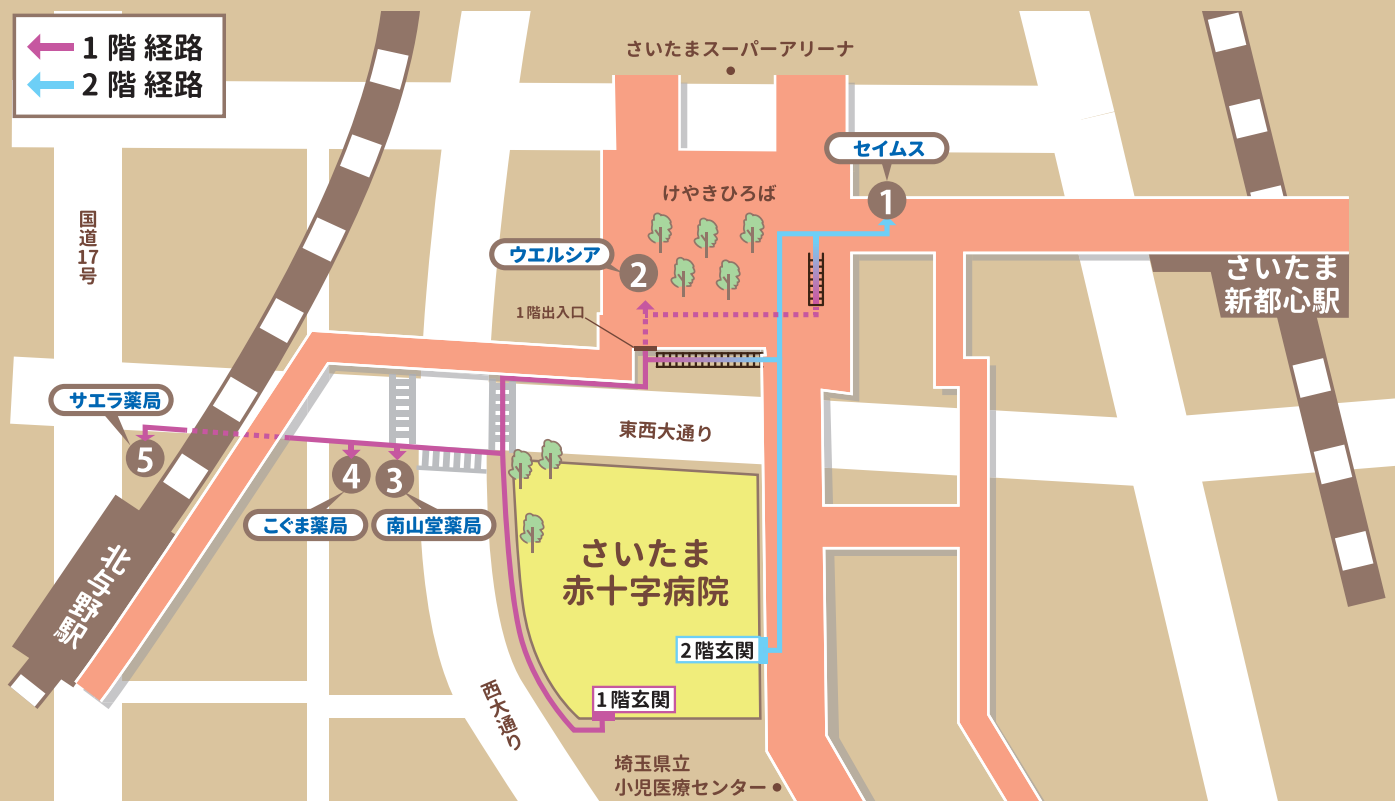 1階 経路
2階 経路
さいたまスーパーアリーナ
セイムス
1
けやきひろば
国道17号
ウエルシア
2
1階出入口
さいたま
新都心駅
サエラ薬局
5
東西大通り
4
3
こぐま薬局
南山堂薬局
さいたま
赤十字病院
北与野駅
2階玄関
1階玄関
西大通り
埼玉県立
小児医療センター